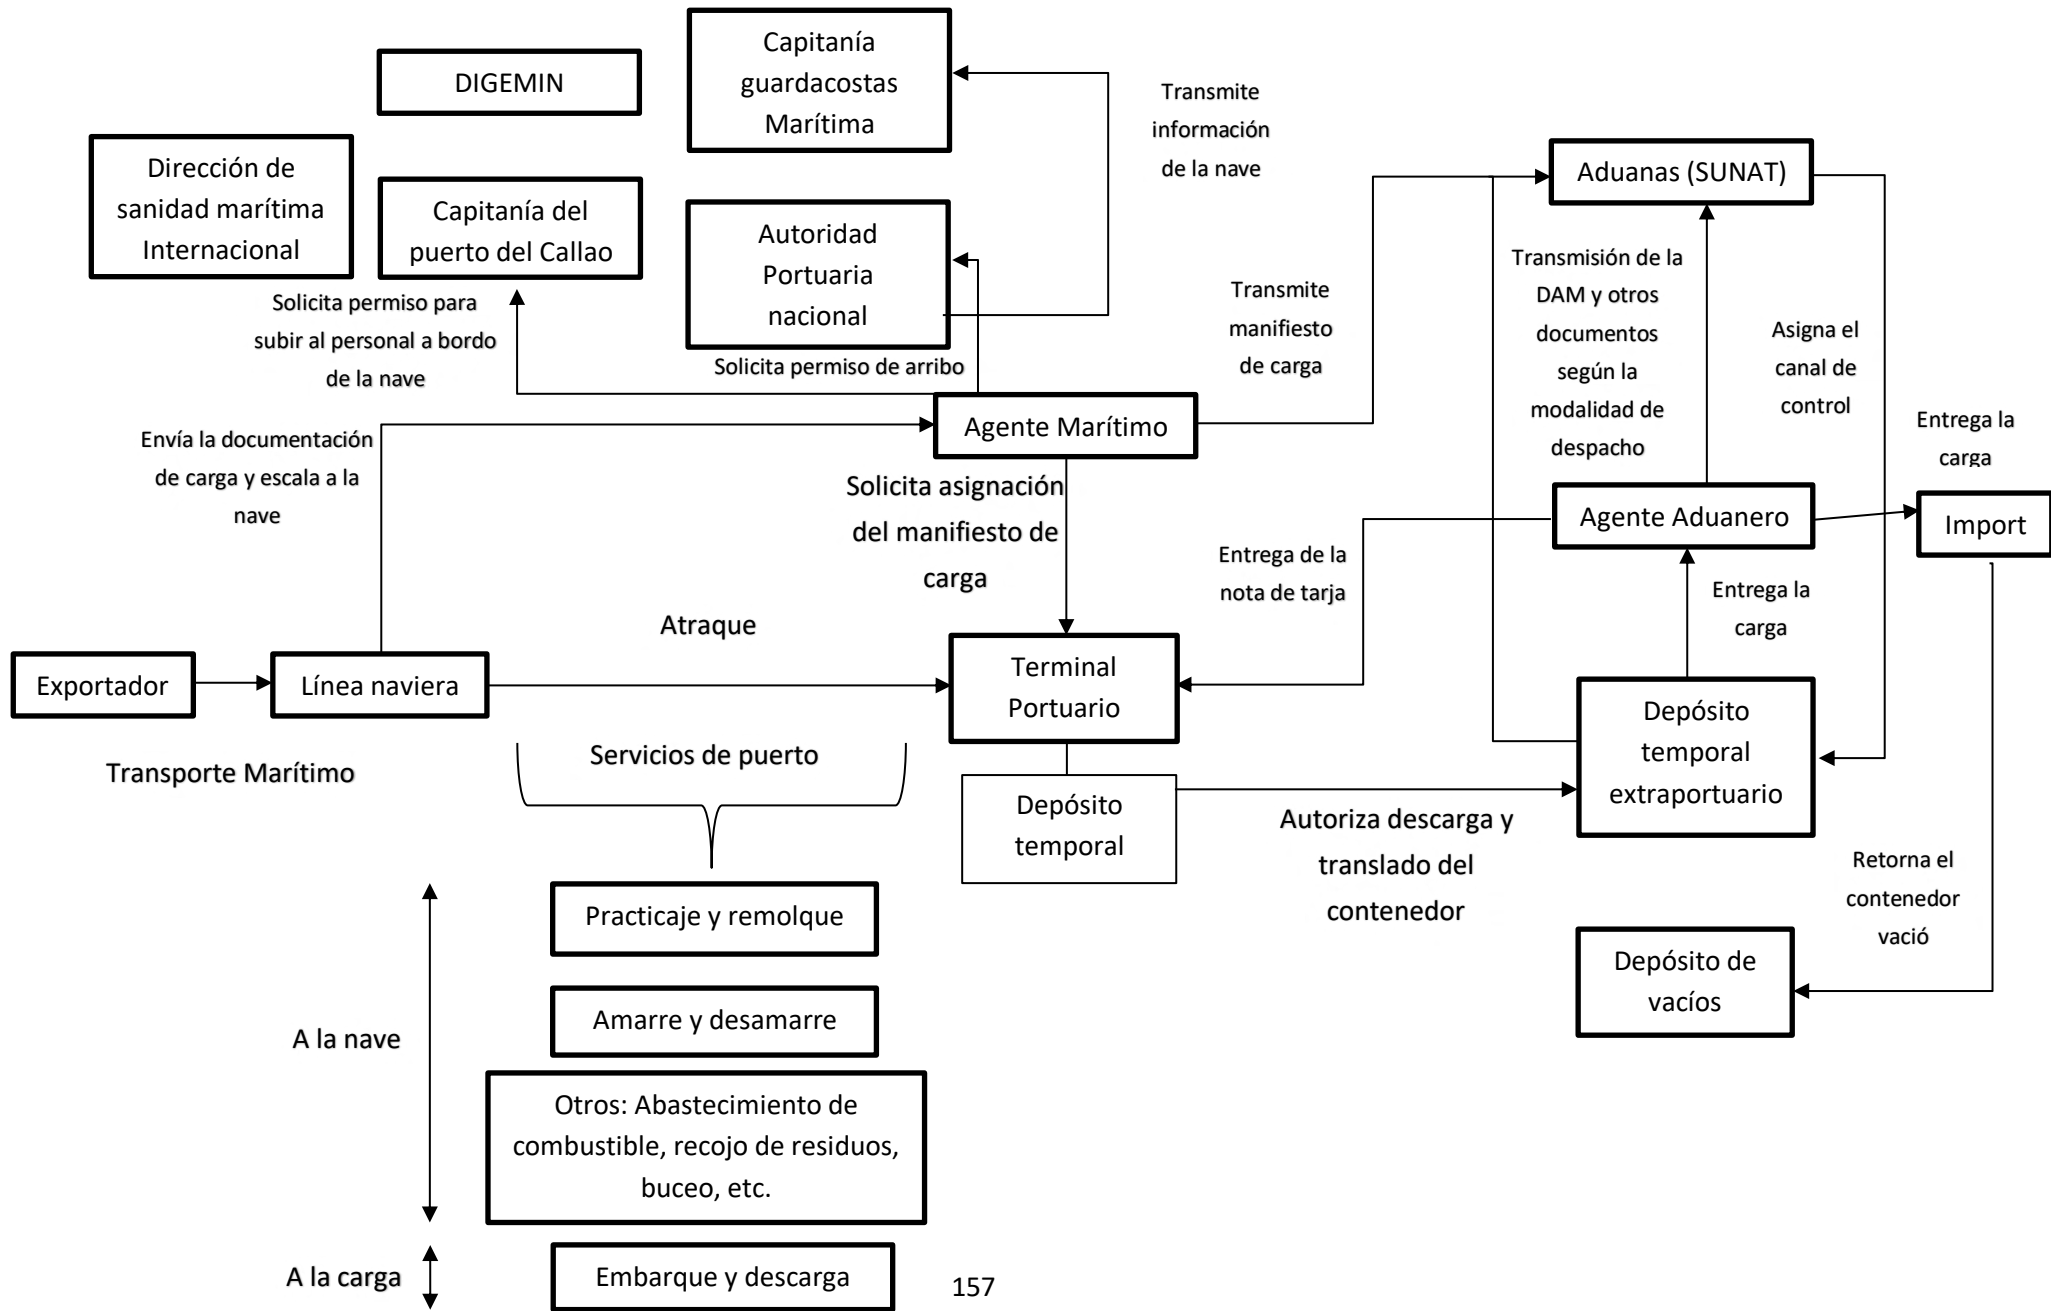 DIGEMIN
Capitanía
guardacostas
Marítima
Transmite
información
de la nave
Dirección de
sanidad marítima
Internacional
Capitanía del
puerto del Callao
Autoridad
Portuaria
nacional
Aduanas (SUNAT)
Solicita permiso para
subir al personal a bordo
de la nave
Solicita permiso de arribo
Transmite
manifiesto
de carga
Transmisión de la
DAM y otros
documentos
según la
modalidad de
despacho
Asigna el
canal de
control
Entrega la
carga
Envía la documentación
de carga y escala a la
nave
Agente Marítimo
Solicita asignación
del manifiesto de
carga
Agente Aduanero
Import
Entrega de la
nota de tarja
Entrega la
carga
Atraque
Exportador
Línea naviera
Terminal
Portuario
Depósito
temporal
extraportuario
Transporte Marítimo
Servicios de puerto
Depósito
temporal
Autoriza descarga y
translado del
contenedor
Retorna el
contenedor
vació
Practicaje y remolque
Depósito de
vacíos
Amarre y desamarre
A la nave
Otros: Abastecimiento de
combustible, recojo de residuos,
buceo, etc.
A la carga
Embarque y descarga
157